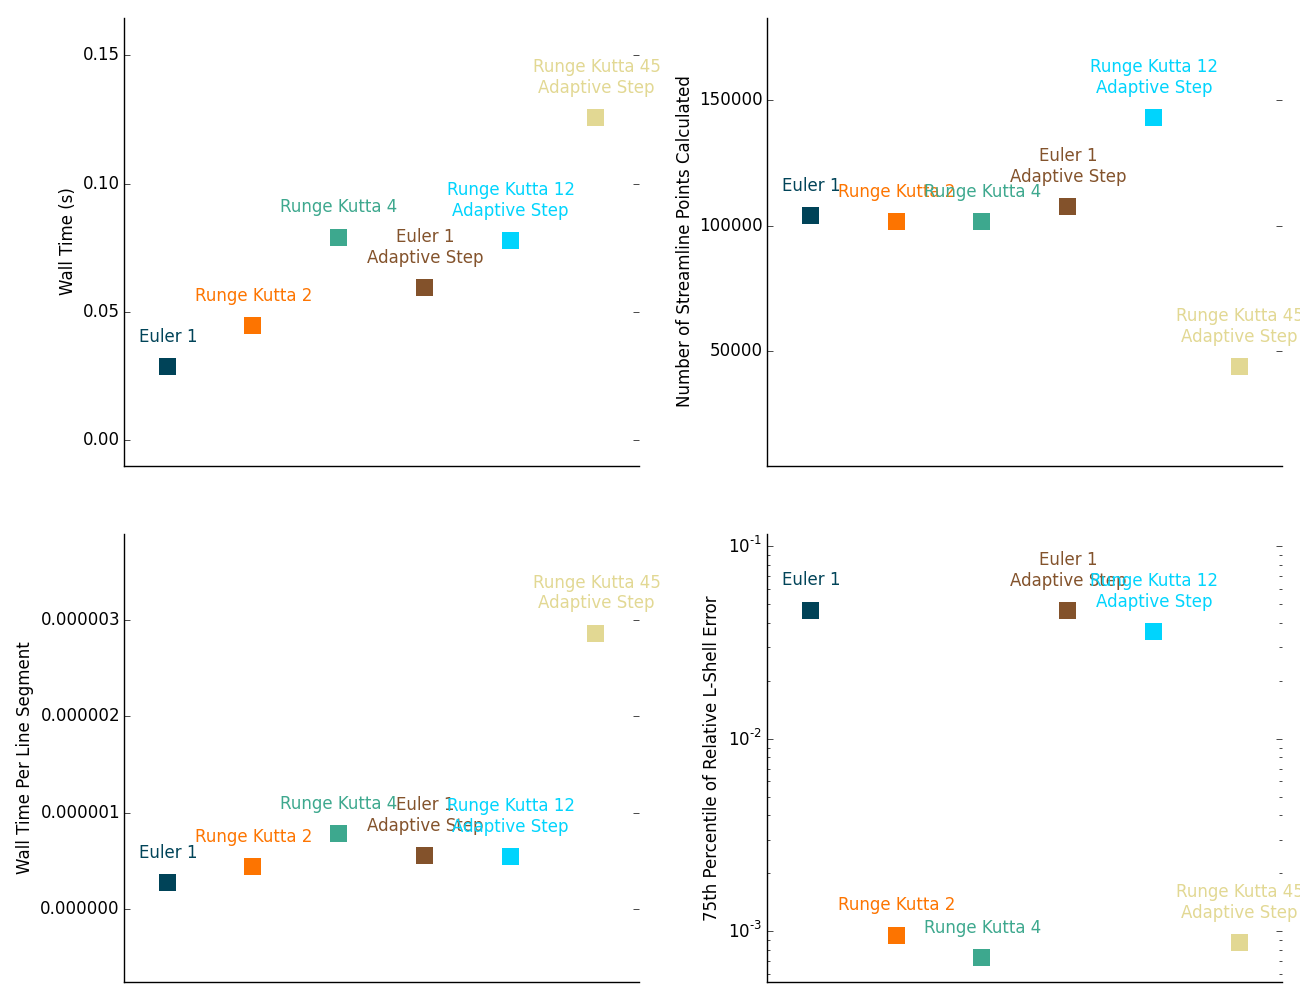 0.15
0.10
0.05
0.00
Wall Time (s)
Euler 1
Runge Kutta 2
Runge Kutta 4
Euler 1
Adaptive Step
Runge Kutta 12
Adaptive Step
Runge Kutta 45
Adaptive Step
150000
100000
50000
Number of Streamline Points Calculated
Euler 1
Runge Kutta 2
Runge Kutta 4
Euler 1
Adaptive Step
Runge Kutta 12
Adaptive Step
Runge Kutta 45
Adaptive Step
0.000003
0.000002
0.000001
0.000000
Wall Time Per Line Segment
Euler 1
Runge Kutta 2
Runge Kutta 4
Euler 1
Adaptive Step
Runge Kutta 12
Adaptive Step
Runge Kutta 45
Adaptive Step
10^-1
10^-2
10^-3
75th Percentile of Relative L-Shell Error
Euler 1
Runge Kutta 2
Runge Kutta 4
Euler 1
Adaptive Step
Runge Kutta 12
Adaptive Step
Runge Kutta 45
Adaptive Step